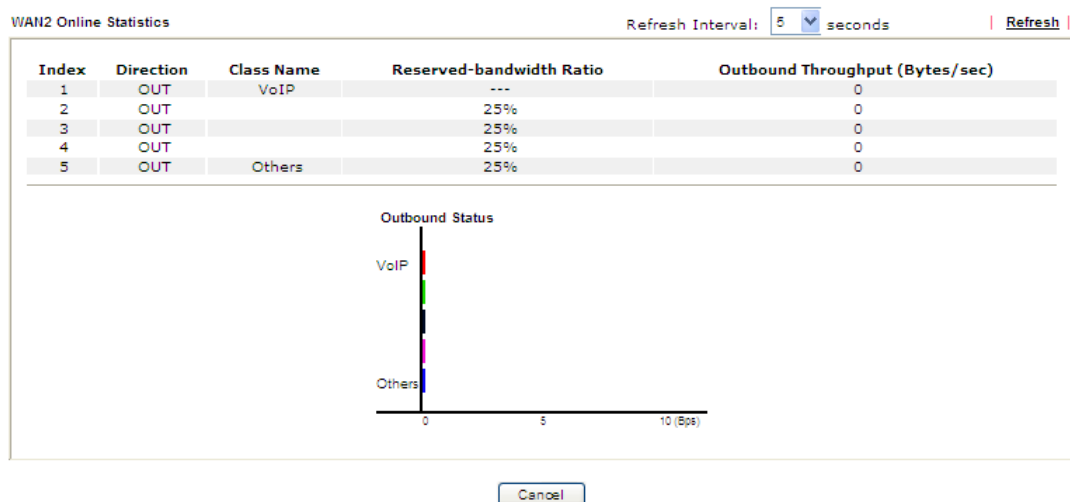 WAN2 Online Statistics Refresh Interval: 5 seconds | Refresh |
Index Direction Class Name Reserved-bandwidth Ratio Outbound Throughput (Bytes/sec)
1 OUT VoIP --- 0
2 OUT 25% 0
3 OUT 25% 0
4 OUT 25% 0
5 OUT Others 25% 0
Outbound Status
VoIP
Others
0 5 10 (Bps)
Cancel